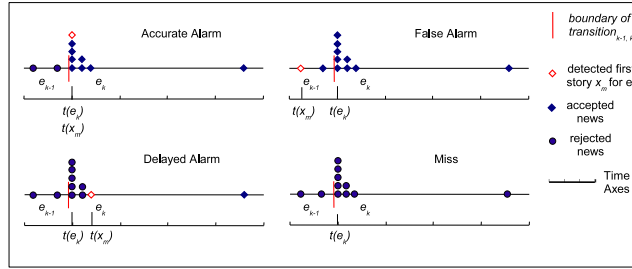 Accurate Alarm
e k-1
e k
t(e k)
t(x m)
False Alarm
e k-1
e k
t(x m)
t(e k)
Delayed Alarm
e k-1
e k
t(e k)
t(x m)
Miss
e k-1
e k
t(e k)
boundary of
transition k-1,
detected first
story x m for e
accepted
news
rejected
news
Time
Axes